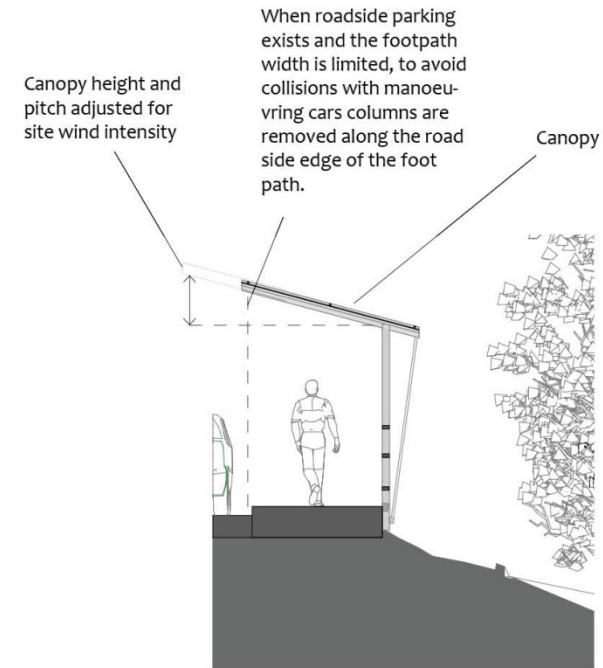 When roadside parking
exists and the footpath
width is limited, to avoid
collisions with manoeu-
vring cars columns are
removed along the road
side edge of the foot
path.
Canopy height and
pitch adjusted for
site wind intensity
Canopy